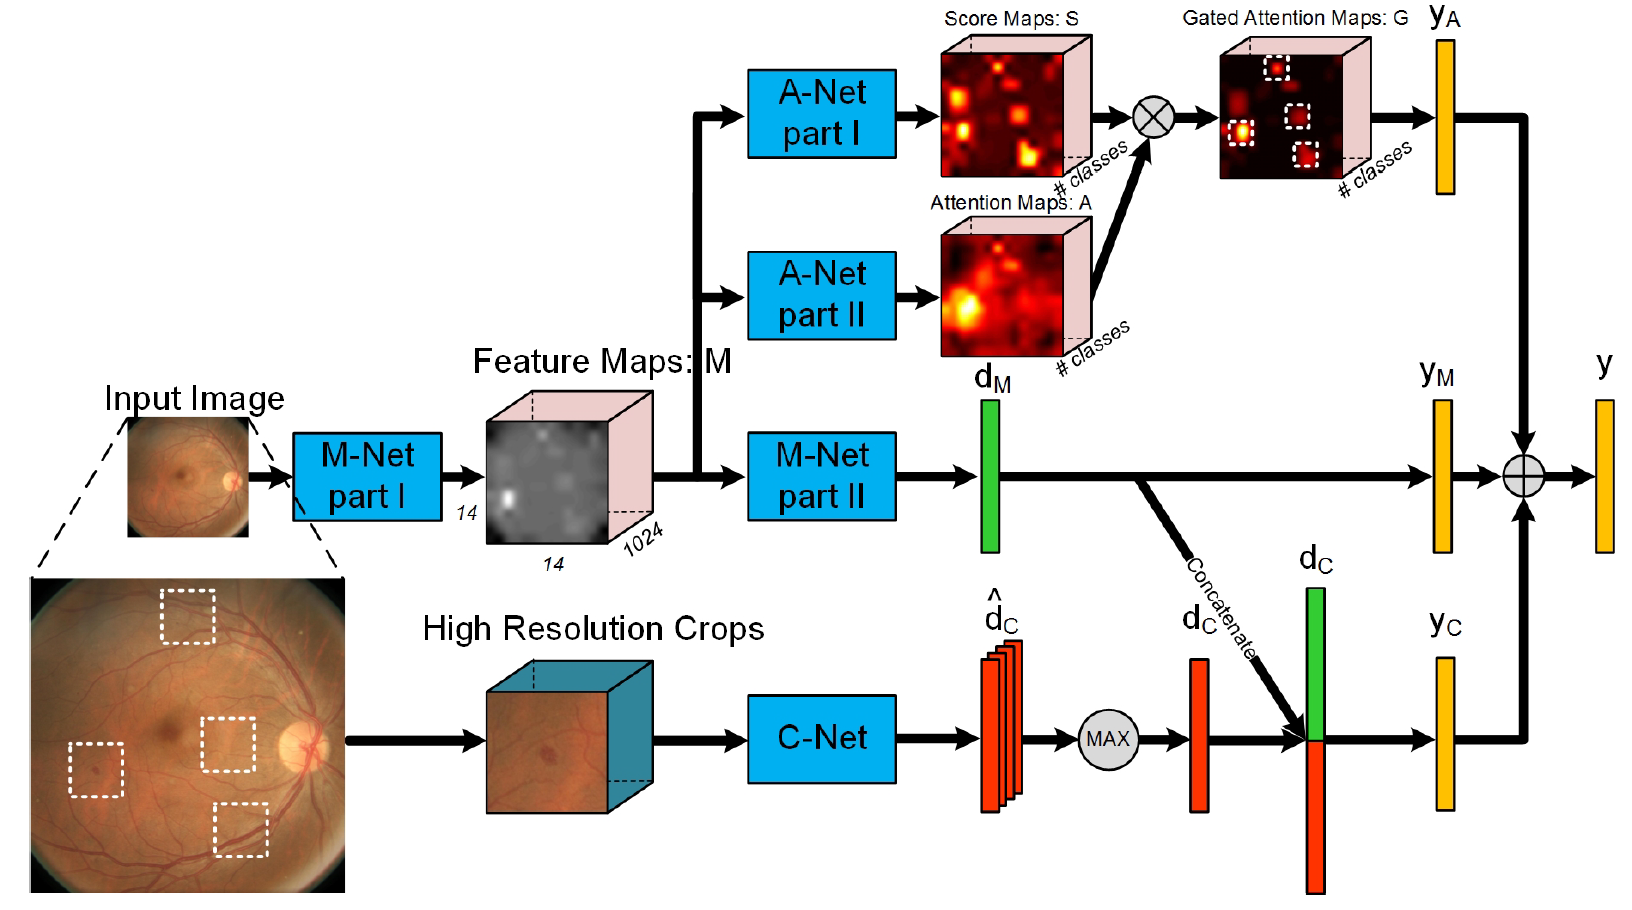 Score Maps: S
Gated Attention Maps: G
yA
A-Net
part I
# classes
# classes
Attention Maps: A
A-Net
part II
# classes
Feature Maps: M
dM
yM
y
Input Image
M-Net
part I
14
14
1024
M-Net
part II
Concatenate
dC
High Resolution Crops
^
dC
dC
yC
C-Net
MAX